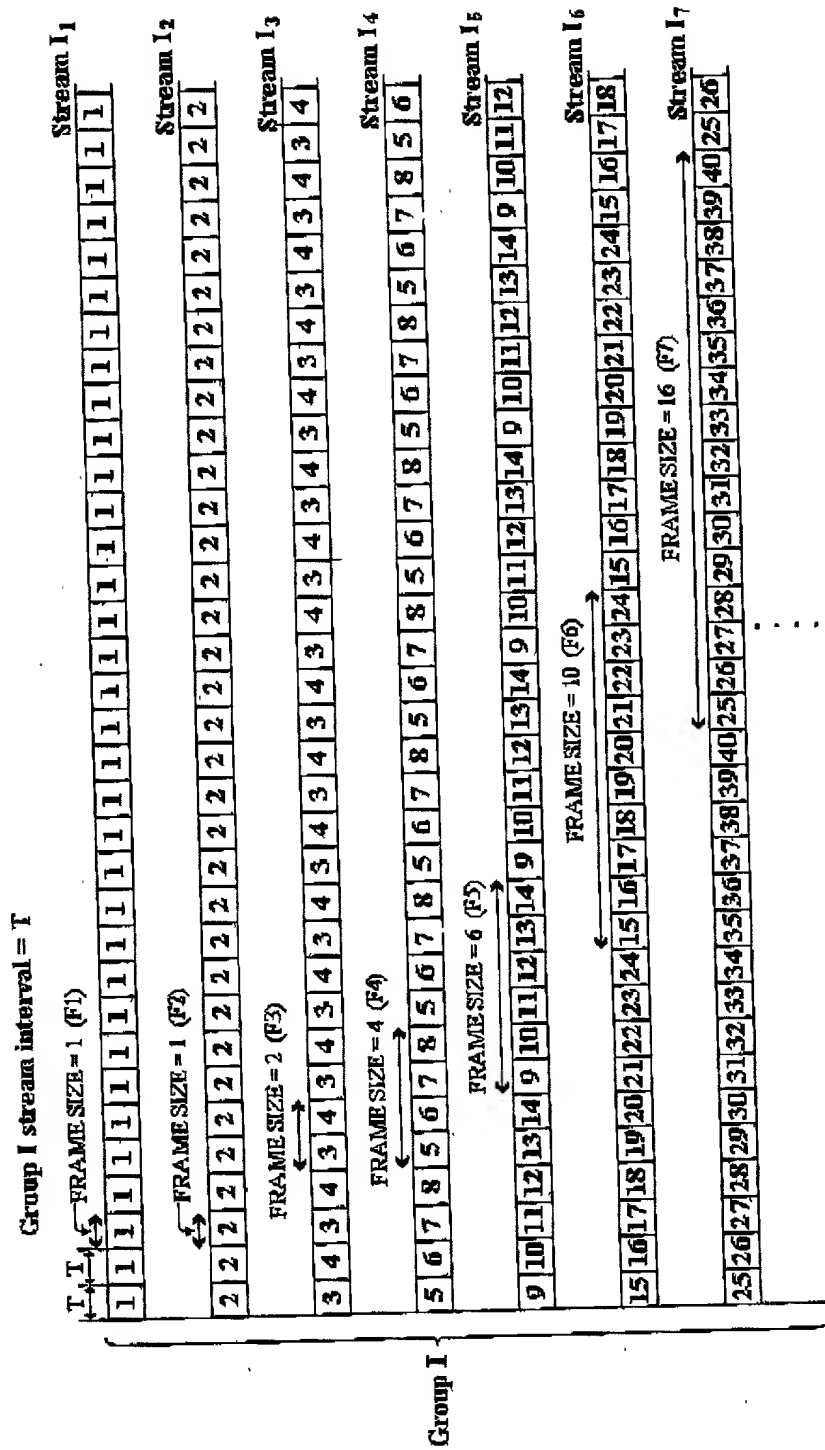 Group I stream interval = T
T T FRAME SIZE = 1 (F1)
1 1 1 1 1 1 1 1 1 1 1 1 1 1 1 1 1 1 1 1 1 1 1 1 1 1 1 1 1 1 1 1 1 1 Stream I1
FRAME SIZE = 1 (F2)
2 2 2 2 2 2 2 2 2 2 2 2 2 2 2 2 2 2 2 2 2 2 2 2 2 2 2 2 2 2 2 2 2 2 Stream I2
FRAME SIZE = 2 (F3)
3 4 3 4 3 4 3 4 3 4 3 4 3 4 3 4 3 4 3 4 3 4 3 4 3 4 3 4 3 4 3 4 3 4 Stream I3
FRAME SIZE = 4 (F4)
5 6 7 8 5 6 7 8 5 6 7 8 5 6 7 8 5 6 7 8 5 6 7 8 5 6 7 8 5 6 7 8 5 6 Stream I4
FRAME SIZE = 6 (F5)
9 10 11 12 13 14 9 10 11 12 13 14 9 10 11 12 13 14 9 10 11 12 13 14 9 10 11 12 13 14 9 10 11 12 Stream I5
FRAME SIZE = 10 (F6)
15 16 17 18 19 20 21 22 23 24 15 16 17 18 19 20 21 22 23 24 15 16 17 18 19 20 21 22 23 24 15 16 17 18 Stream I6
FRAME SIZE = 16 (F7)
25 26 27 28 29 30 31 32 33 34 35 36 37 38 39 40 25 26 27 28 29 30 31 32 33 34 35 36 37 38 39 40 25 26 Stream I7
. . . .
Group I